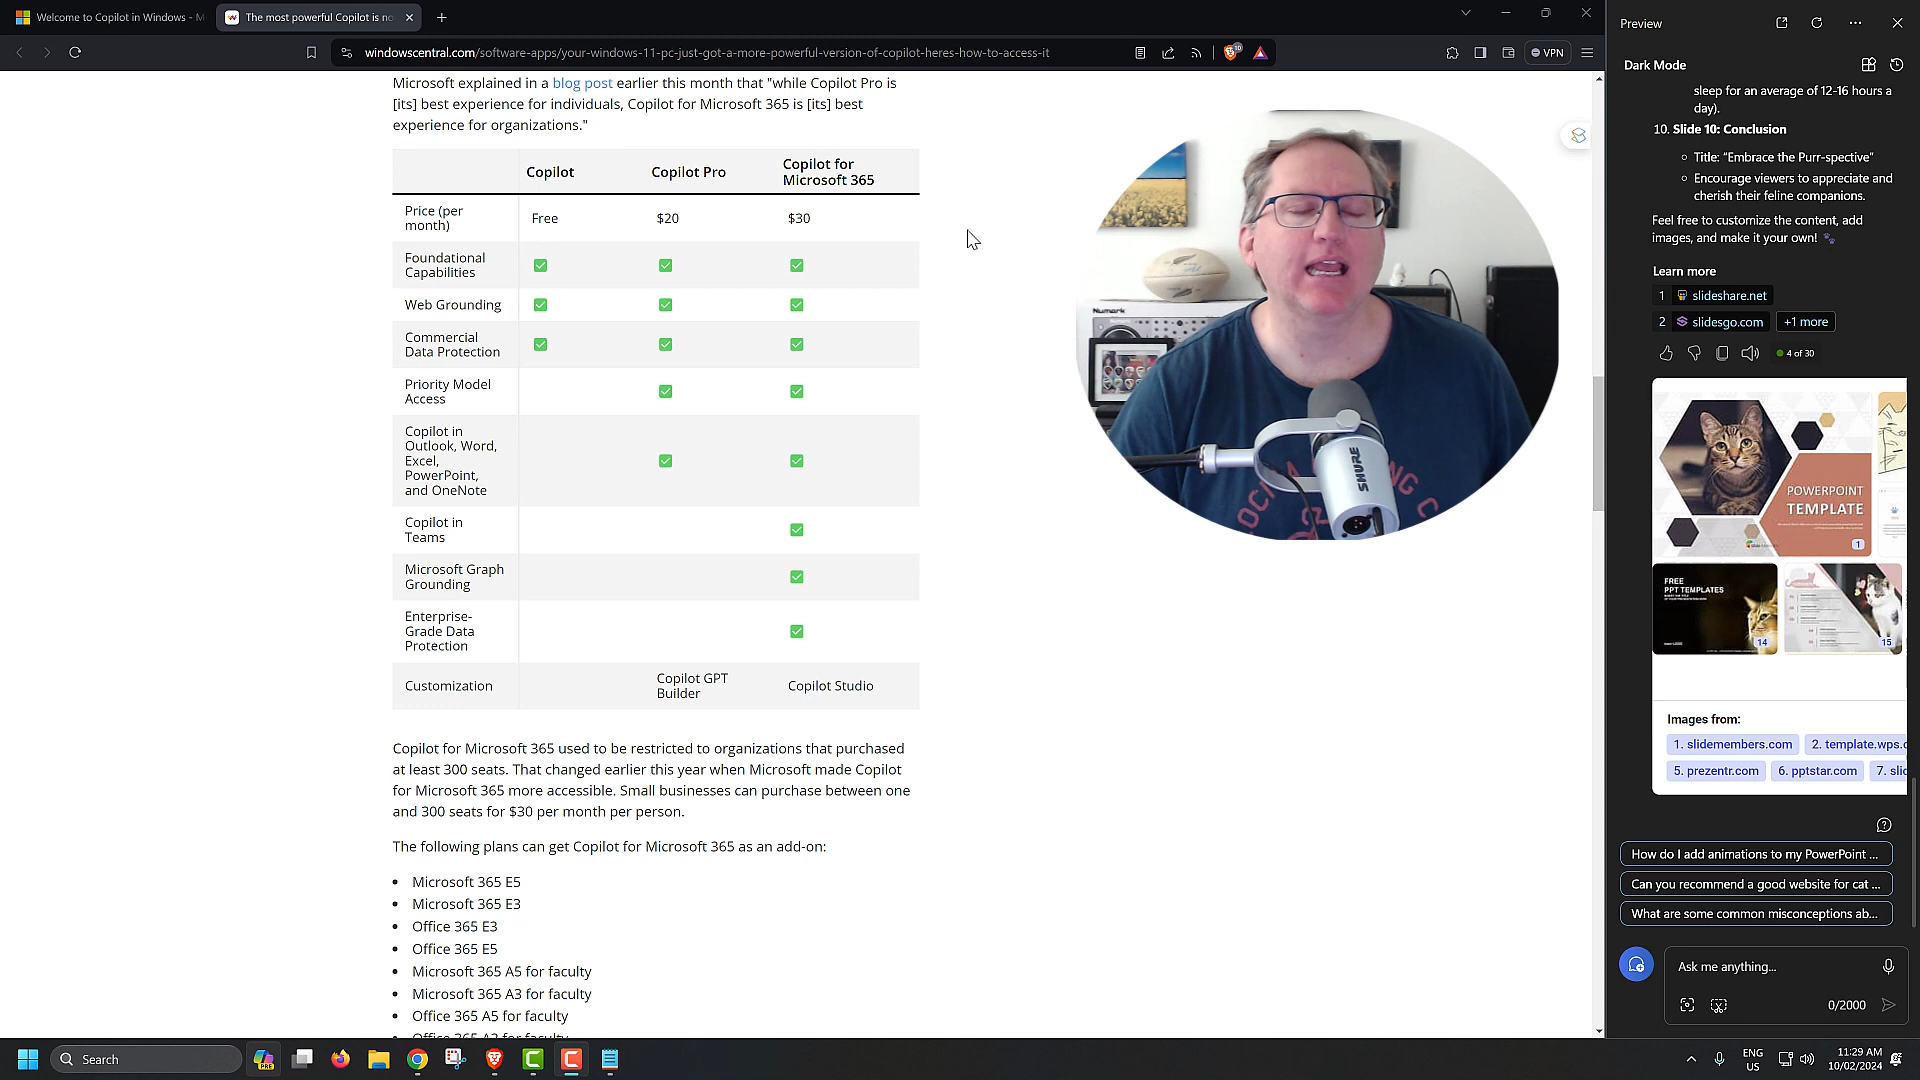 Welcome to Copilot in Windows - M
The most powerful Copilot is no
windowscentral.com/software-apps/your-windows-11-pc-just-got-a-more-powerful-version-of-copilot-heres-how-to-access-it
10
VPN
Microsoft explained in a blog post earlier this month that "while Copilot Pro is
[its] best experience for individuals, Copilot for Microsoft 365 is [its] best
experience for organizations."
Copilot
Copilot Pro
Copilot for
Microsoft 365
Price (per
month)
Free
$20
$30
Foundational
Capabilities
Web Grounding
Commercial
Data Protection
Priority Model
Access
Copilot in
Outlook, Word,
Excel,
PowerPoint,
and OneNote
Copilot in
Teams
Microsoft Graph
Grounding
Enterprise-
Grade Data
Protection
Customization
Copilot GPT
Builder
Copilot Studio
Copilot for Microsoft 365 used to be restricted to organizations that purchased
at least 300 seats. That changed earlier this year when Microsoft made Copilot
for Microsoft 365 more accessible. Small businesses can purchase between one
and 300 seats for $30 per month per person.
The following plans can get Copilot for Microsoft 365 as an add-on:
Microsoft 365 E5
Microsoft 365 E3
Office 365 E3
Office 365 E5
Microsoft 365 A5 for faculty
Microsoft 365 A3 for faculty
Office 365 A5 for faculty
Office 365 A3 for faculty
Numark
SHURE
Preview
Dark Mode
sleep for an average of 12-16 hours a
day).
10. Slide 10: Conclusion
Title: “Embrace the Purr-spective”
Encourage viewers to appreciate and
cherish their feline companions.
Feel free to customize the content, add
images, and make it your own!
Learn more
1 slideshare.net
2 slidesgo.com +1 more
4 of 30
POWERPOINT
TEMPLATE
1
FREE
PPT TEMPLATES
14
15
Images from:
1. slidemembers.com 2. template.wps.c
5. prezentr.com 6. pptstar.com 7. slid
How do I add animations to my PowerPoint ...
Can you recommend a good website for cat ...
What are some common misconceptions ab...
Ask me anything...
0/2000
Search
PRE
ENG
US
11:29 AM
10/02/2024